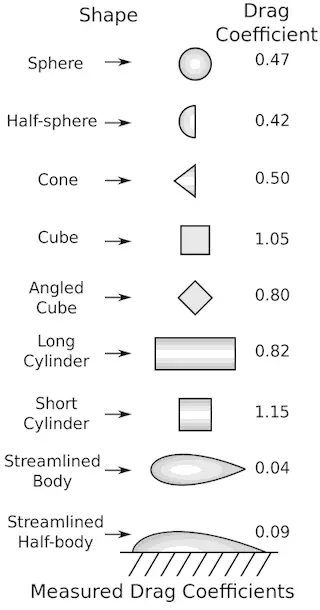 Shape Drag
Coefficient
Sphere 0.47
Half-sphere 0.42
Cone 0.50
Cube 1.05
Angled
Cube 0.80
Long
Cylinder 0.82
Short
Cylinder 1.15
Streamlined
Body 0.04
Streamlined
Half-body 0.09
Measured Drag Coefficients